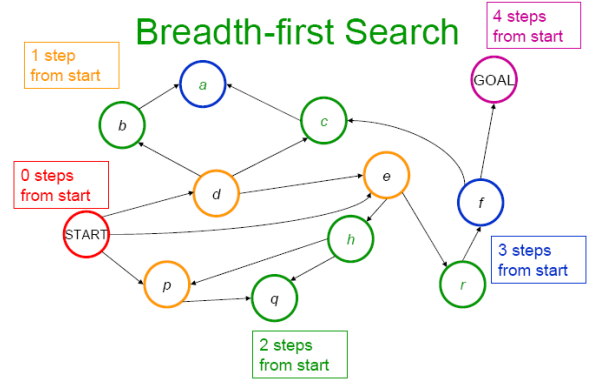 Breadth-first Search
4 steps
from start
1 step
from start
a
GOAL
b
c
0 steps
from start
d
e
f
START
h
3 steps
from start
p
q
r
2 steps
from start